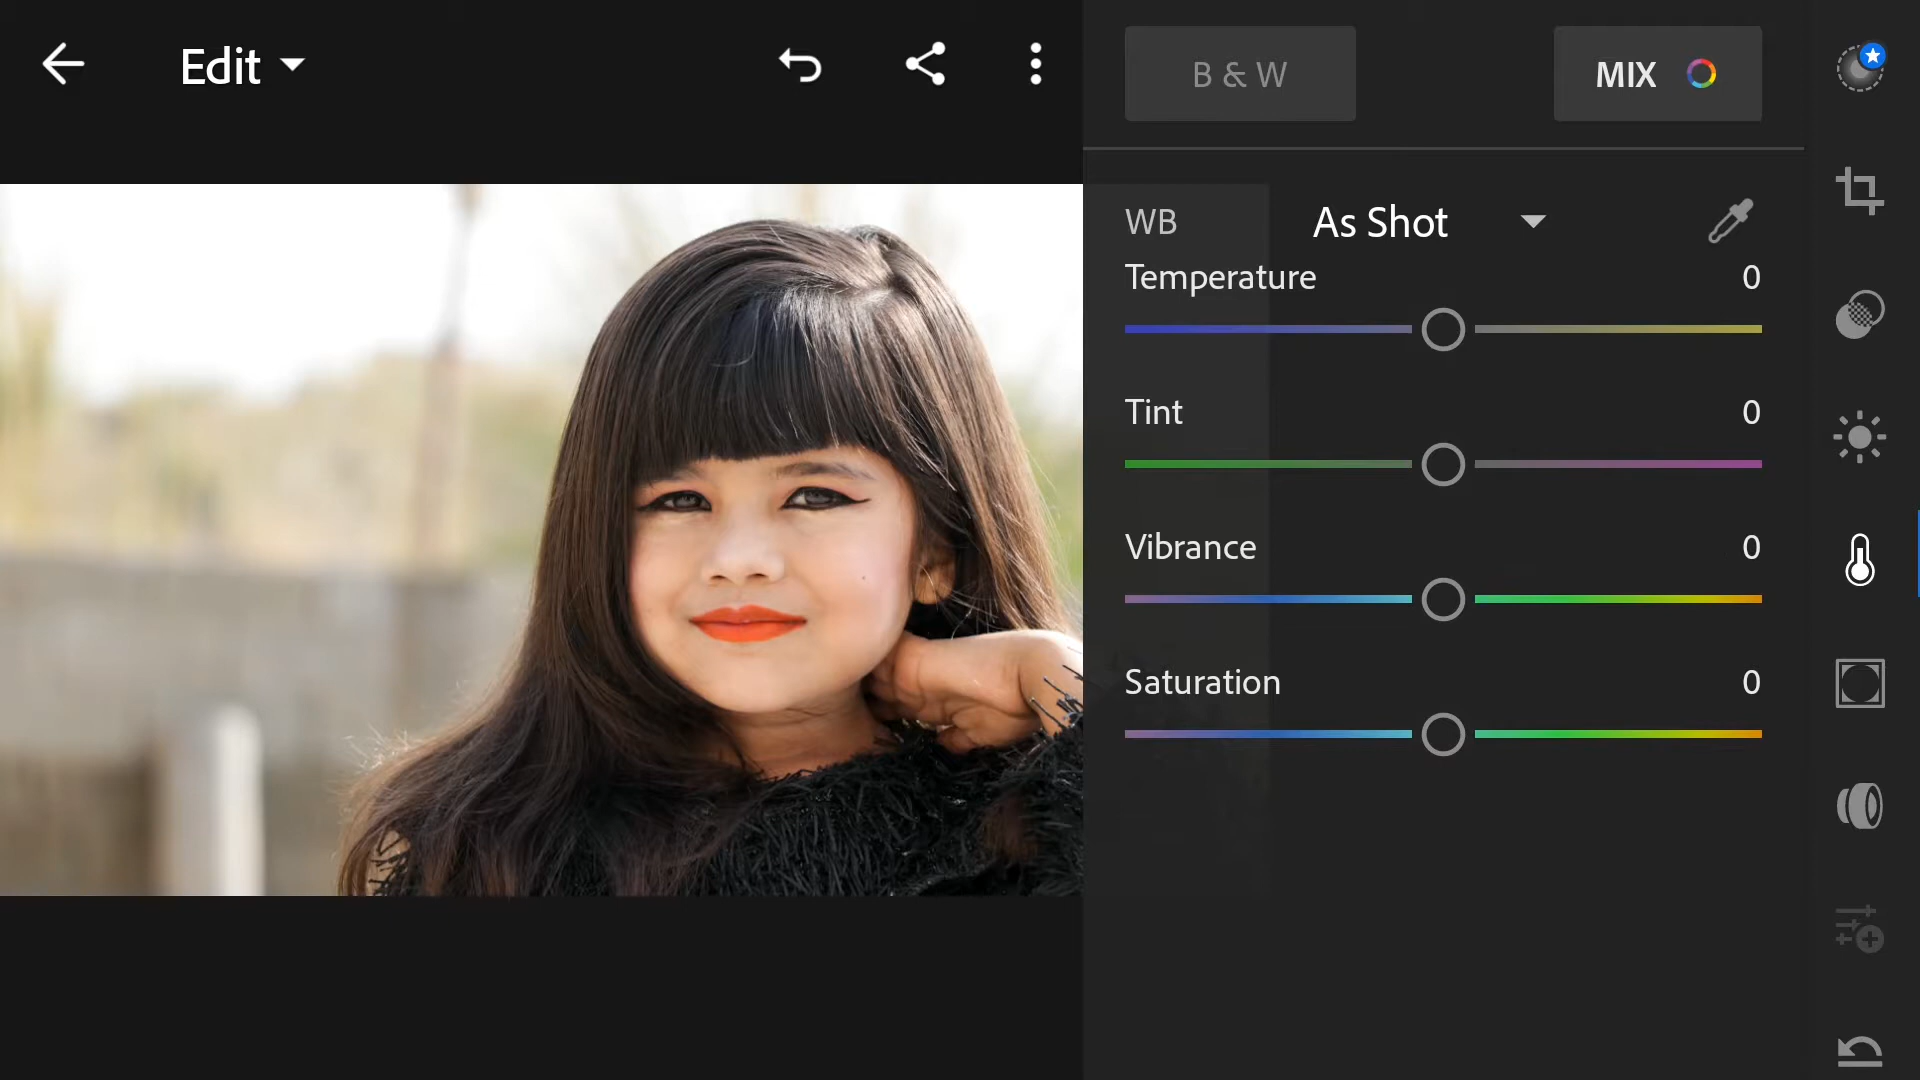 Edit
B & W
MIX
WB As Shot
Temperature 0
Tint 0
Vibrance 0
Saturation 0